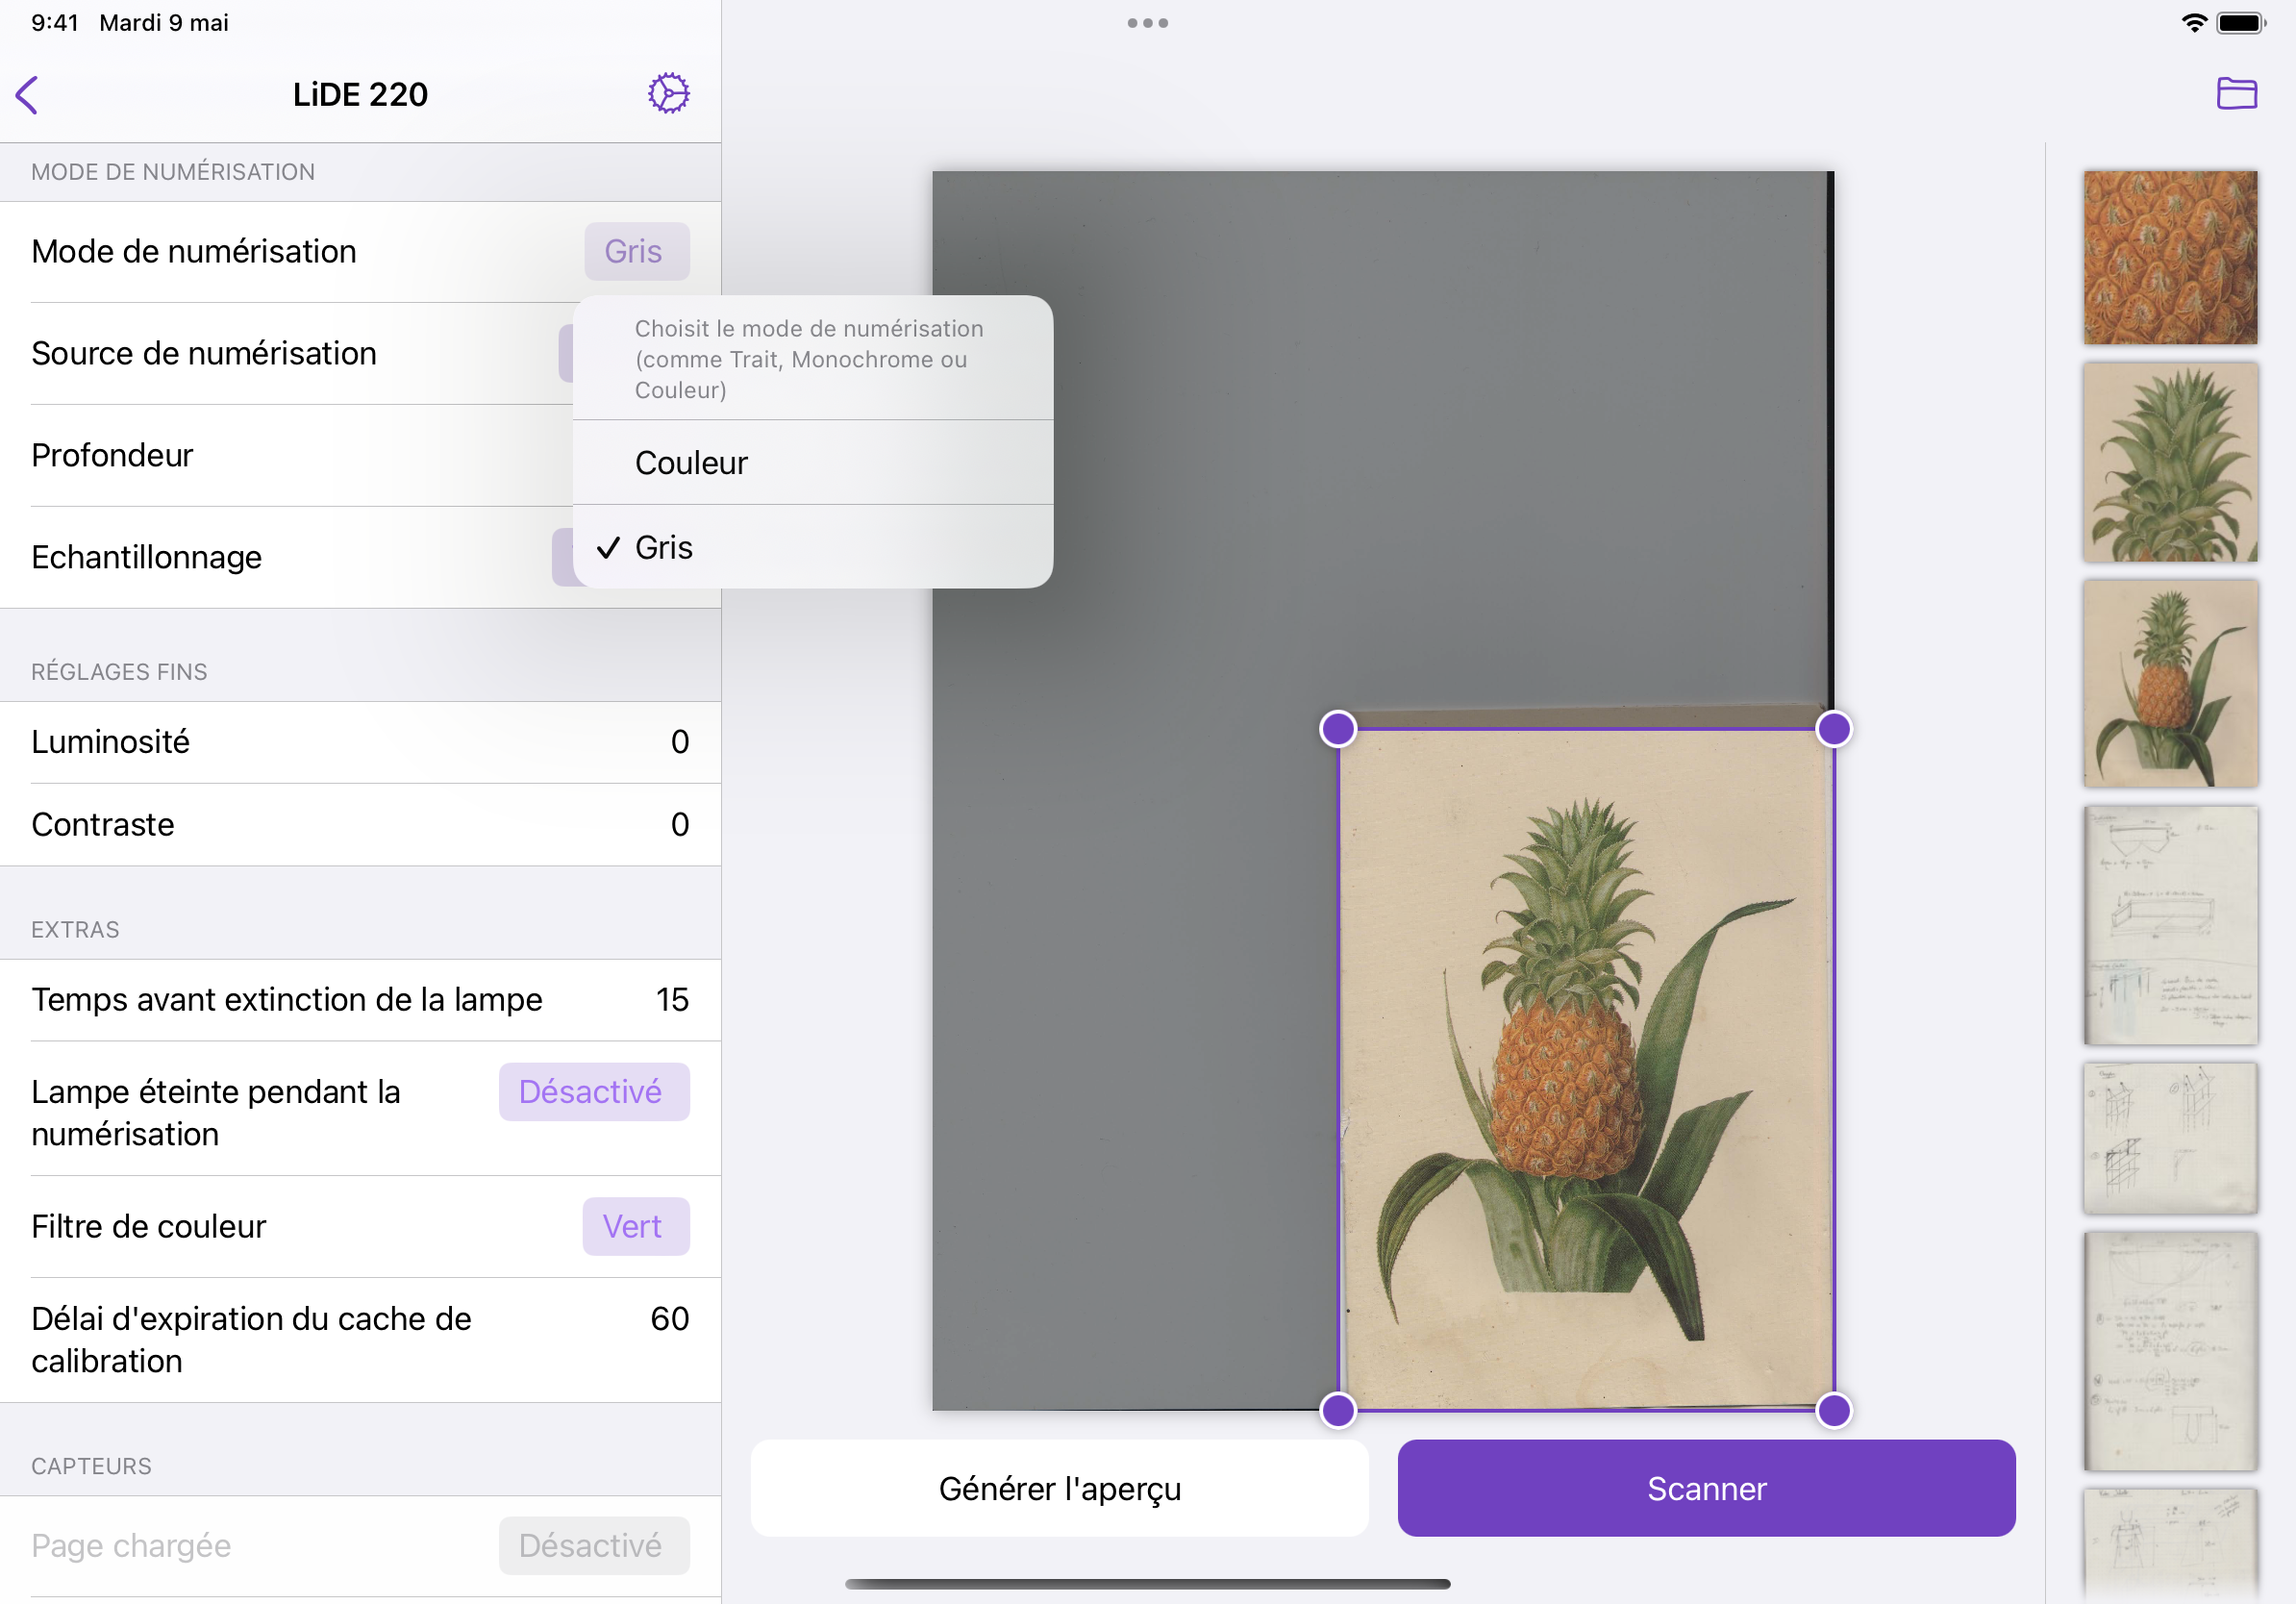 9:41 Mardi 9 mai
LiDE 220
MODE DE NUMÉRISATION
Mode de numérisation Gris
Source de numérisation
Profondeur
Echantillonnage
Choisit le mode de numérisation
(comme Trait, Monochrome ou
Couleur)
Couleur
Gris
RÉGLAGES FINS
Luminosité 0
Contraste 0
EXTRAS
Temps avant extinction de la lampe 15
Lampe éteinte pendant la
numérisation
Désactivé
Filtre de couleur Vert
Délai d'expiration du cache de
calibration
60
CAPTEURS
Page chargée Désactivé
Générer l'aperçu
Scanner